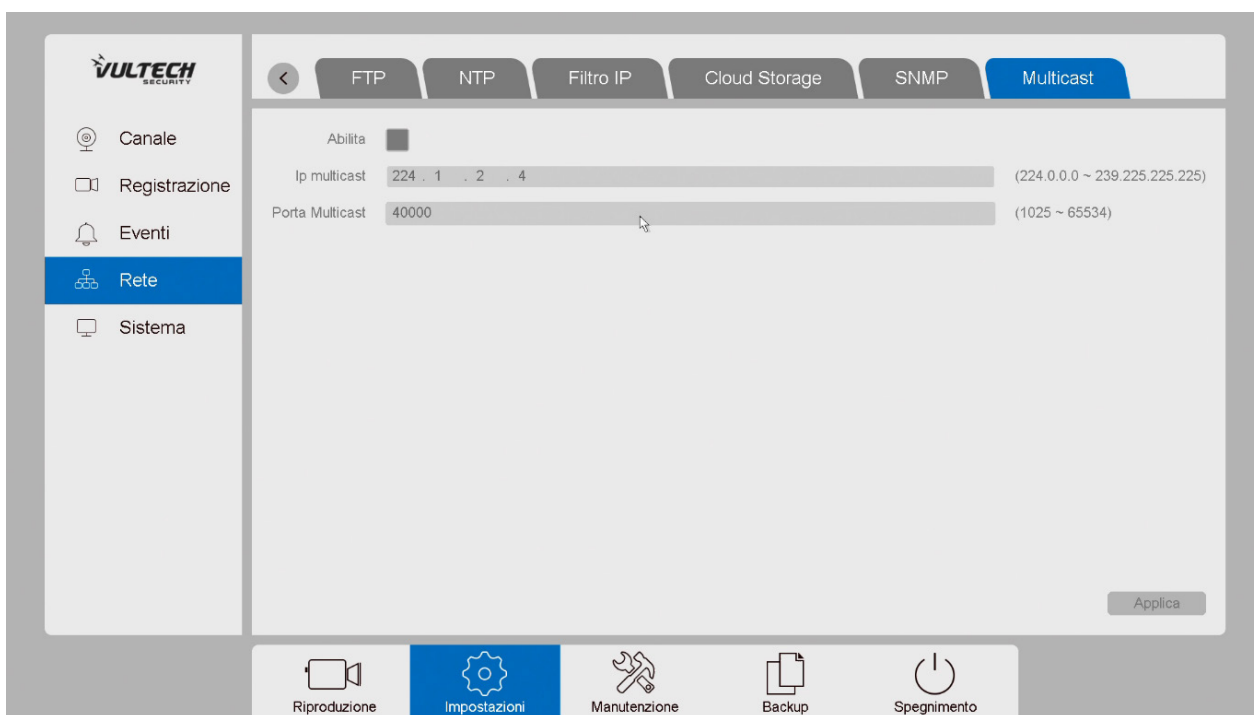 VULTECH
SECURITY
FTP NTP Filtro IP Cloud Storage SNMP Multicast
Canale
Registrazione
Eventi
Rete
Sistema
Abilita
Ip multicast 224 . 1 . 2 . 4 (224.0.0.0 ~ 239.225.225.225)
Porta Multicast 40000 (1025 ~ 65534)
Applica
Riproduzione Impostazioni Manutenzione Backup Spegnimento